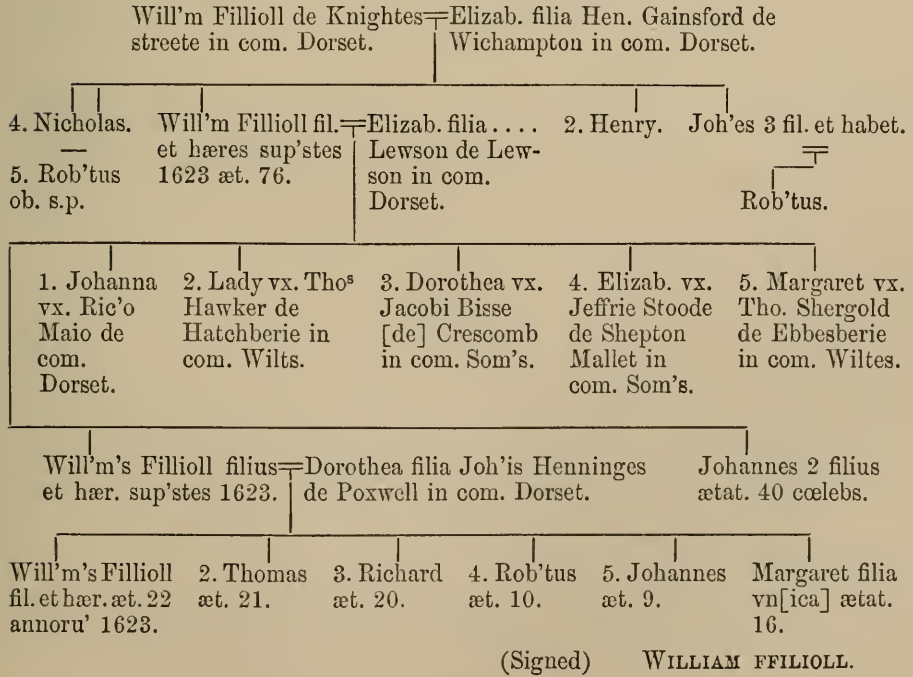 Will'm Fillioll de Knightes = Elizab. filia Hen. Gainsford de
streete in com. Dorset. Wichampton in com. Dorset.
4. Nicholas.
—
5. Rob'tus
ob. s.p.
Will'm Fillioll fil.
et hæres sup'stes
1623 æt. 76.
= Elizab. filia....
Lewson de Lew-
son in com.
Dorset.
2. Henry.
Joh'es 3 fil. et habet.
=
Rob'tus.
1. Johanna
vx. Ric'o
Maio de
com.
Dorset.
2. Lady vx. Thoˢ
Hawker de
Hatchberie in
com. Wilts.
3. Dorothea vx.
Jacobi Bisse
[de] Crescomb
in com. Som's.
4. Elizab. vx.
Jeffrie Stoode
de Shepton
Mallet in
com. Som's.
5. Margaret vx.
Tho. Shergold
de Ebbesberie
in com. Wiltes.
Will'm's Fillioll filius
et hær. sup'stes 1623.
= Dorothea filia Joh'is Henninges
de Poxwell in com. Dorset.
Johannes 2 filius
ætat. 40 cœlebs.
Will'm's Fillioll
fil. et hær. æt. 22
annoru' 1623.
2. Thomas
æt. 21.
3. Richard
æt. 20.
4. Rob'tus
æt. 10.
5. Johannes
æt. 9.
Margaret filia
vn[ica] ætat.
16.
(Signed) WILLIAM FFILIOLL.